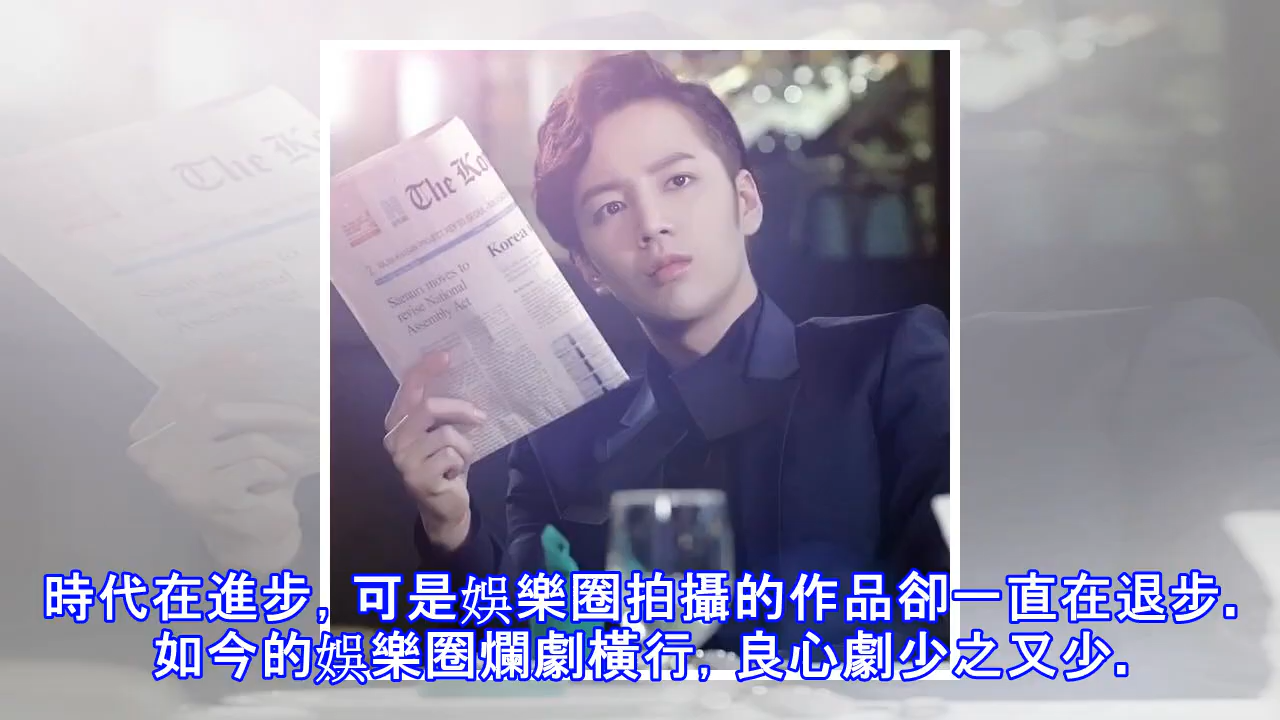 The Ko
The Ko
Korea
Saenuri moves to
revise National
Assembly Act
時代在進步, 可是娛樂圈拍攝的作品卻一直在退步.
如今的娛樂圈爛劇橫行, 良心劇少之又少.